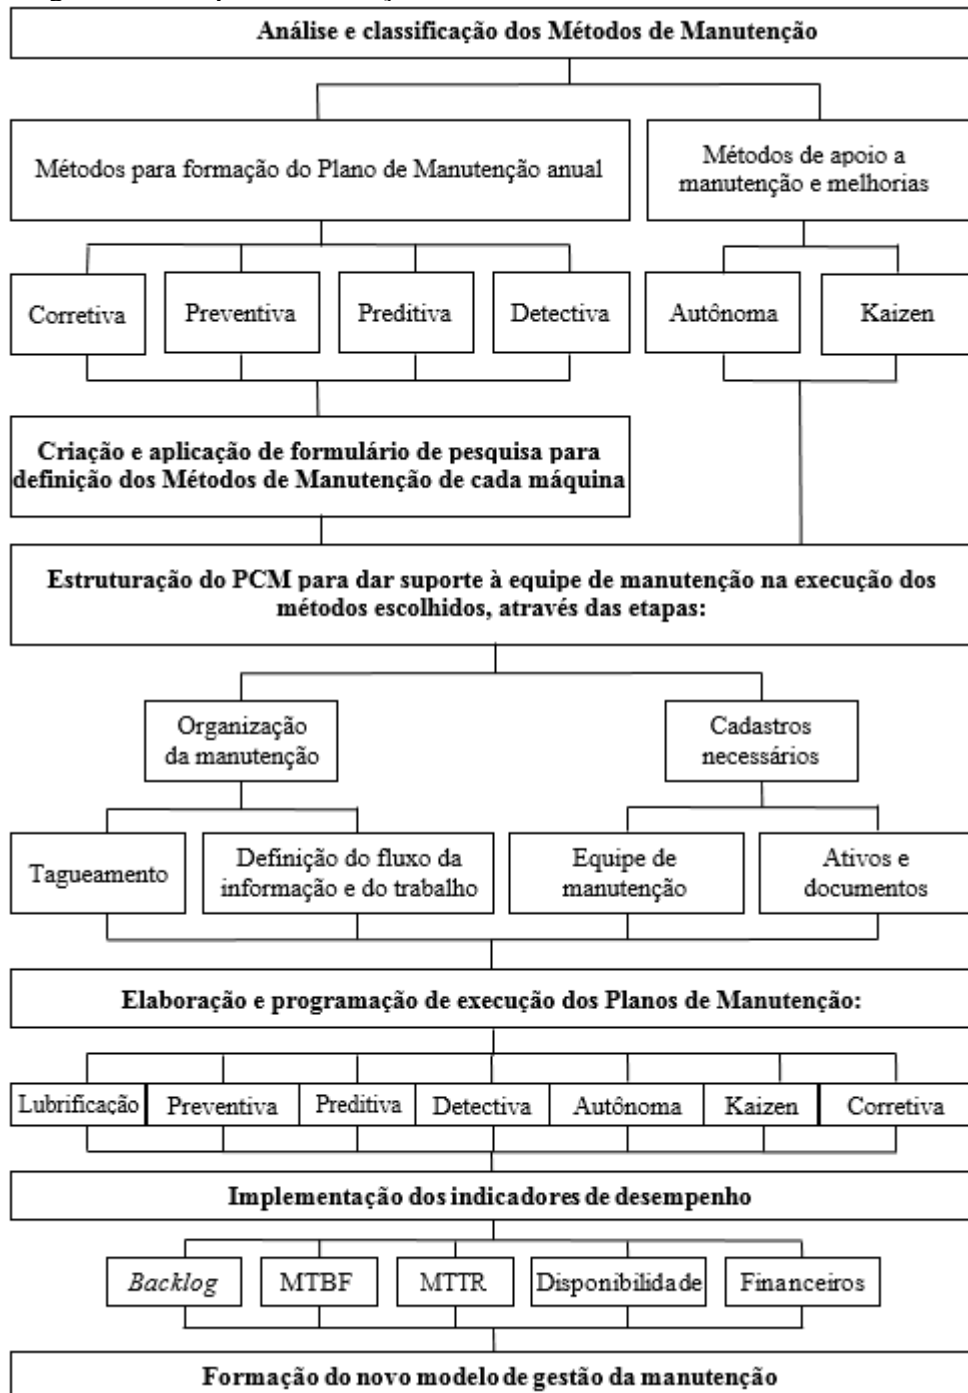 Análise e classificação dos Métodos de Manutenção
Métodos para formação do Plano de Manutenção anual
Métodos de apoio a
manutenção e melhorias
Corretiva
Preventiva
Preditiva
Detectiva
Autônoma
Kaizen
Criação e aplicação de formulário de pesquisa para
definição dos Métodos de Manutenção de cada máquina
Estruturação do PCM para dar suporte à equipe de manutenção na execução dos
métodos escolhidos, através das etapas:
Organização
da manutenção
Cadastros
necessários
Tagueamento
Definição do fluxo da
informação e do trabalho
Equipe de
manutenção
Ativos e
documentos
Elaboração e programação de execução dos Planos de Manutenção:
Lubrificação
Preventiva
Preditiva
Detectiva
Autônoma
Kaizen
Corretiva
Implementação dos indicadores de desempenho
Backlog
MTBF
MTTR
Disponibilidade
Financeiros
Formação do novo modelo de gestão da manutenção